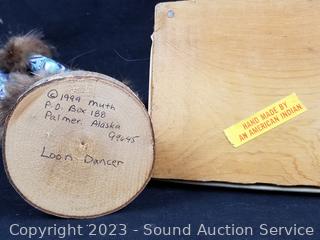 © 1999 Muth
P.O. Box 188
Palmer, Alaska
99645
Loon Dancer
HAND MADE BY
AN AMERICAN INDIAN
Copyright 2023 - Sound Auction Service